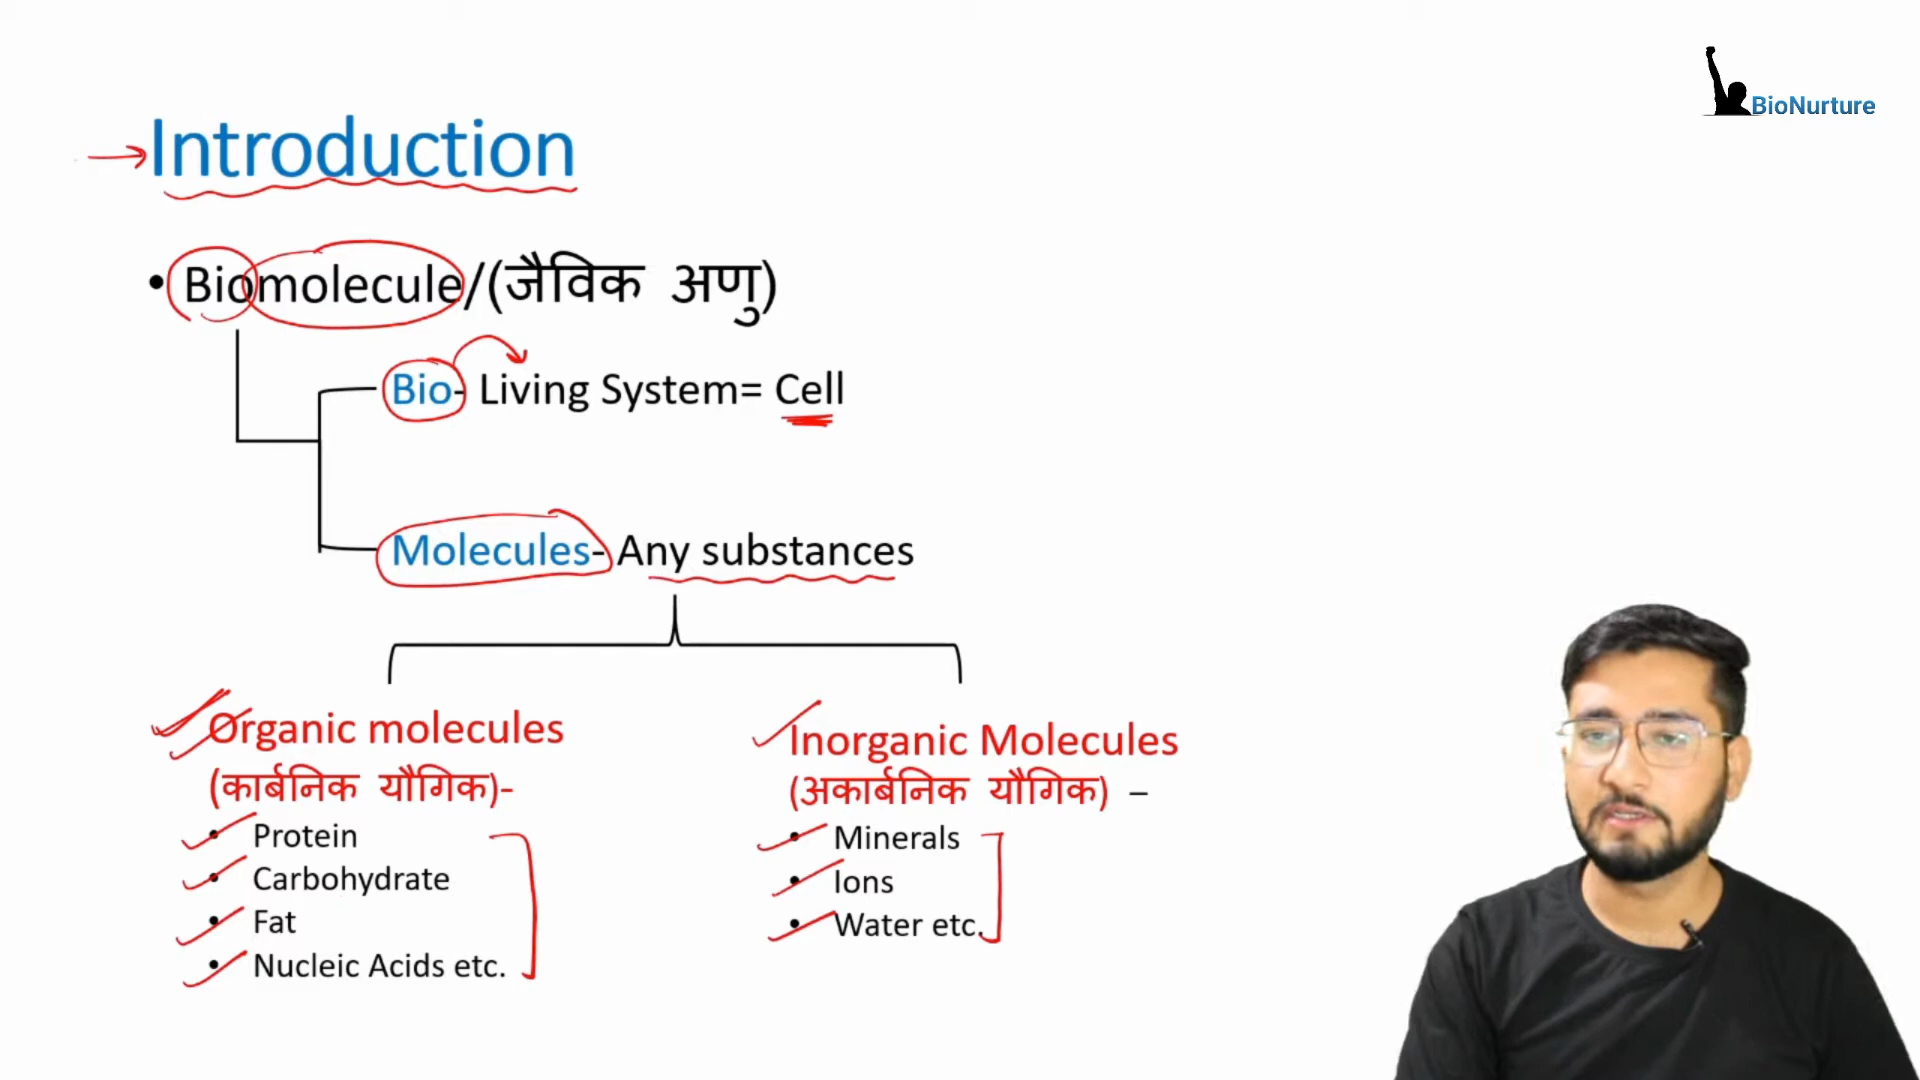 BioNurture
Introduction
• Biomolecule/(जैविक अणु)
Bio- Living System= Cell
Molecules- Any substances
Organic molecules
(कार्बनिक यौगिक)-
• Protein
• Carbohydrate
• Fat
• Nucleic Acids etc.
Inorganic Molecules
(अकार्बनिक यौगिक) –
• Minerals
• Ions
• Water etc.